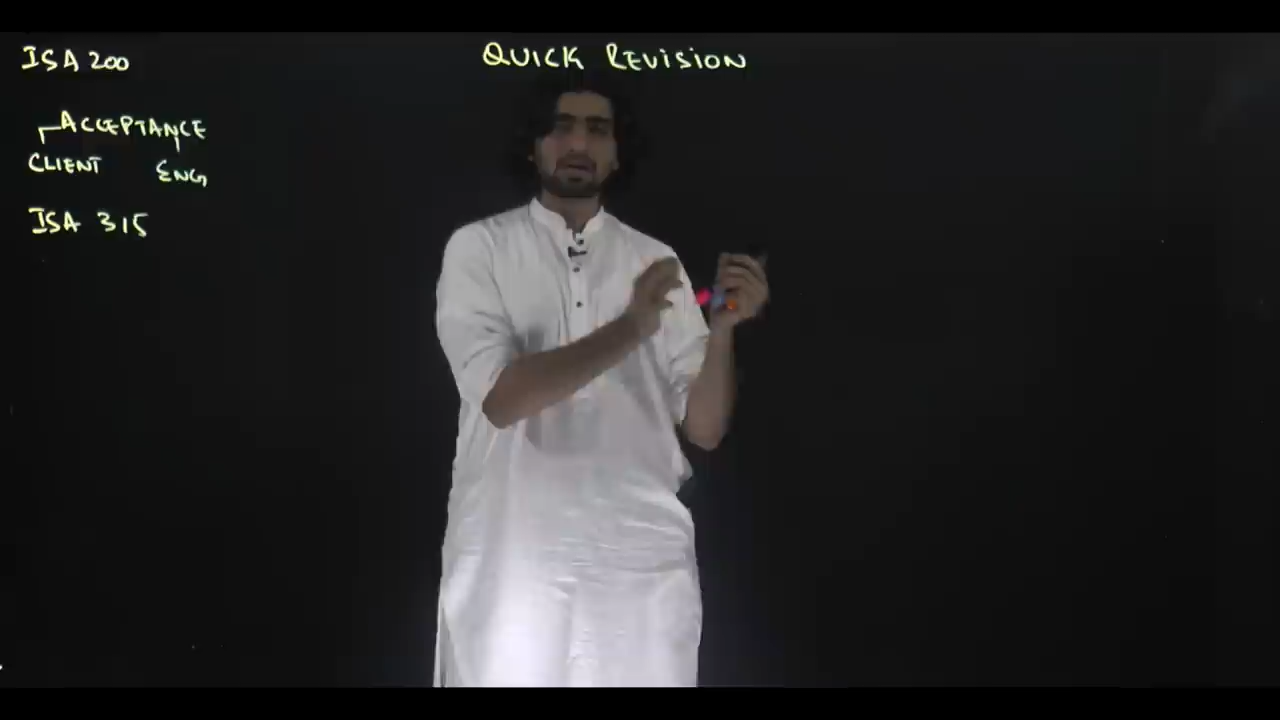 ISA 200
QUICK REVISION
ACCEPTANCE
CLIENT ENG
ISA 315